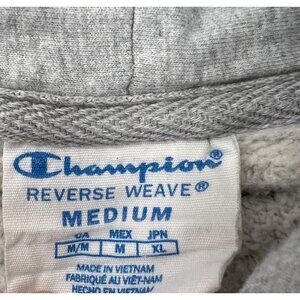 Champion®
REVERSE WEAVE®
MEDIUM
CA MEX JPN
M/M M XL
MADE IN VIETNAM
FABRIQUÉ AU VIÊT-NAM
HECHO EN VIETNAM